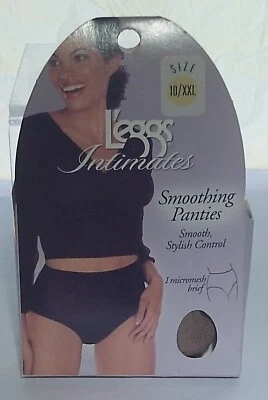 SIZE
10/XXL
L'eggs
Intimates
Smoothing
Panties
Smooth,
Stylish Control
1 micromesh
brief